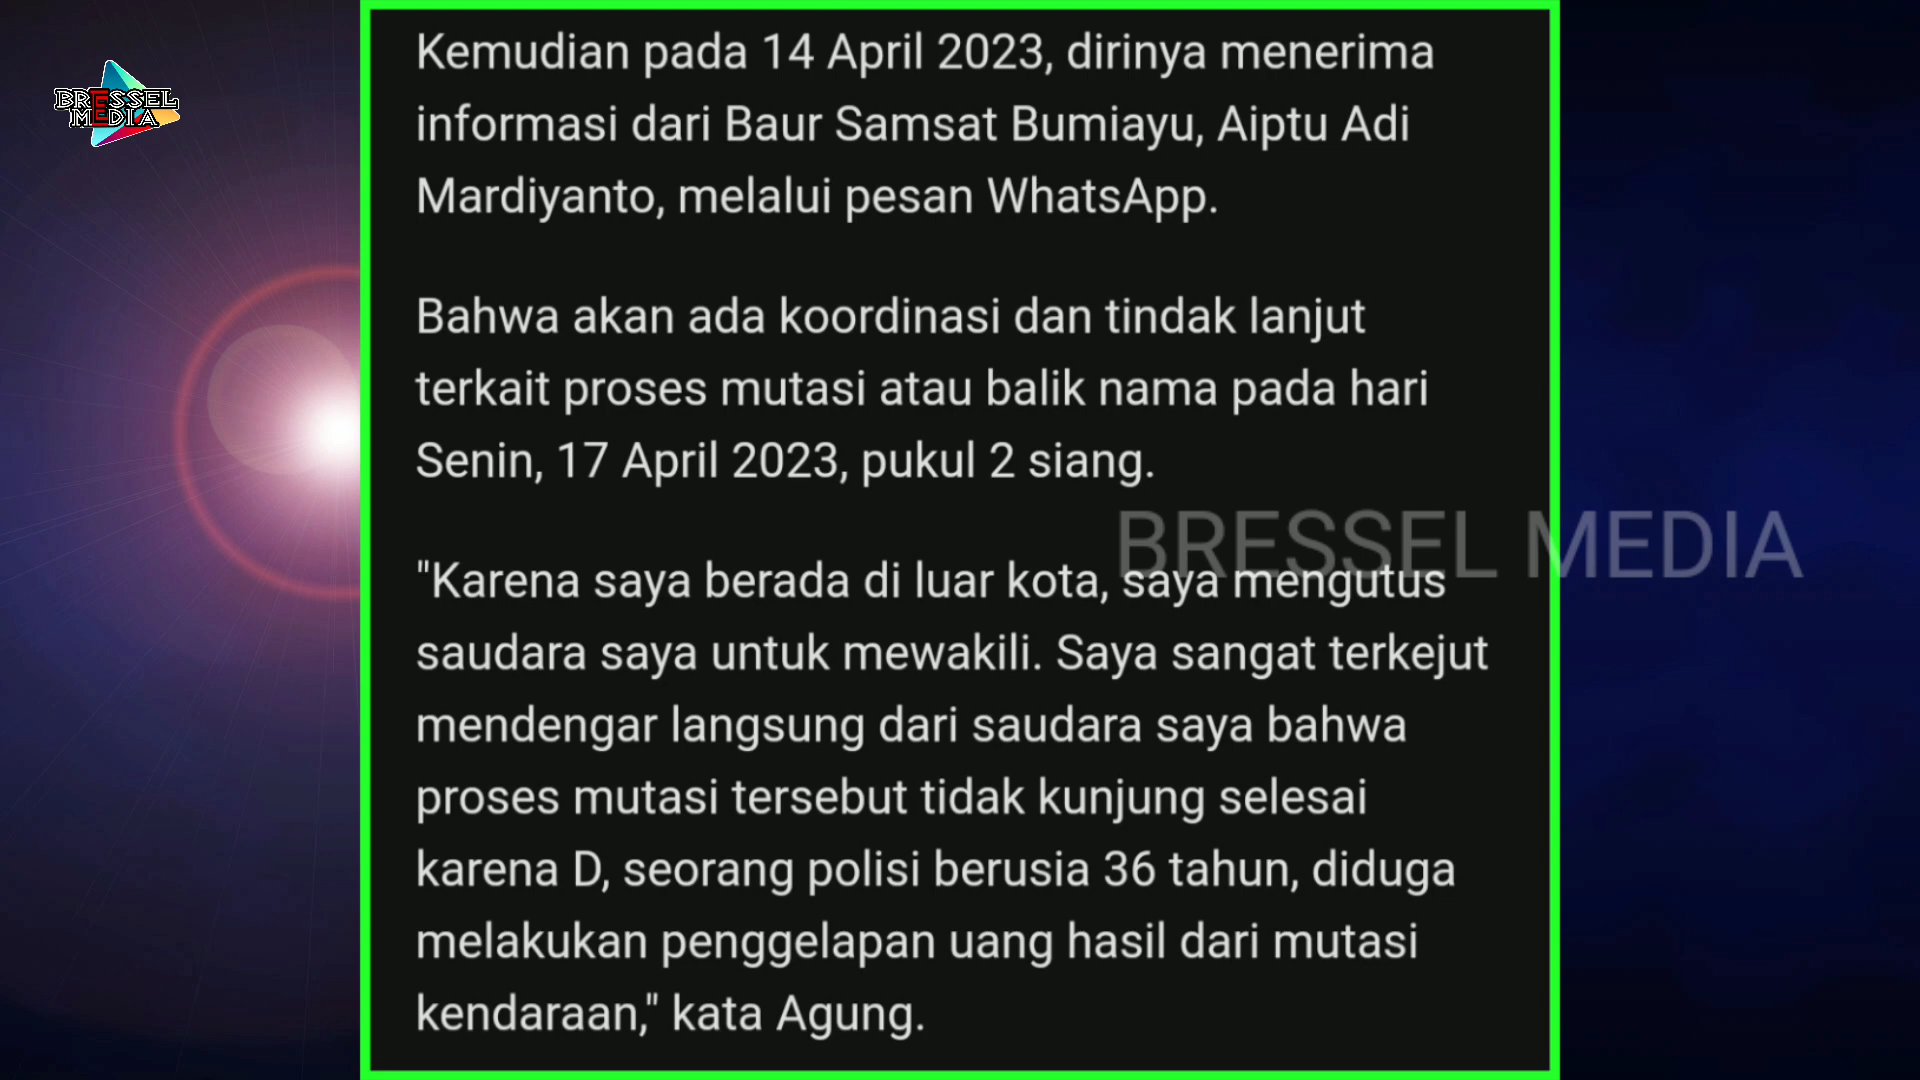 BRESSEL
MEDIA
Kemudian pada 14 April 2023, dirinya menerima
informasi dari Baur Samsat Bumiayu, Aiptu Adi
Mardiyanto, melalui pesan WhatsApp.
Bahwa akan ada koordinasi dan tindak lanjut
terkait proses mutasi atau balik nama pada hari
Senin, 17 April 2023, pukul 2 siang.
BRESSEL MEDIA
"Karena saya berada di luar kota, saya mengutus
saudara saya untuk mewakili. Saya sangat terkejut
mendengar langsung dari saudara saya bahwa
proses mutasi tersebut tidak kunjung selesai
karena D, seorang polisi berusia 36 tahun, diduga
melakukan penggelapan uang hasil dari mutasi
kendaraan," kata Agung.